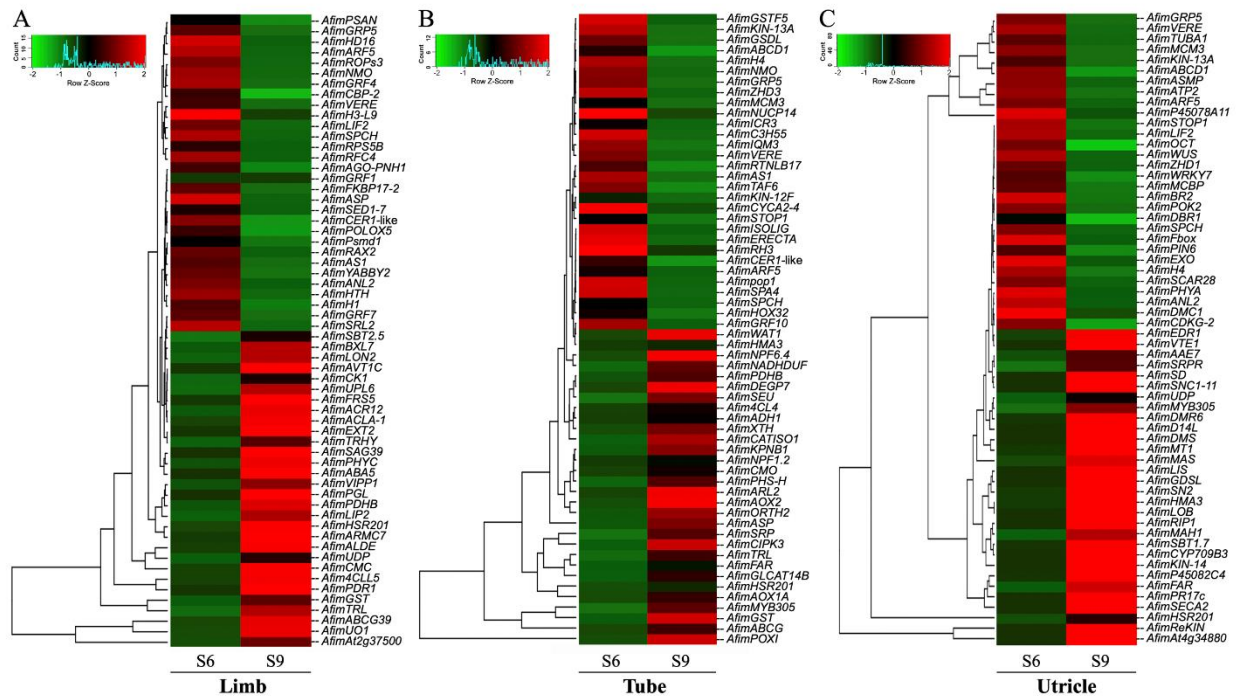 A
Count
0 5 15
-2 -1 0 1 2
Row Z-Score
AfimPSAN
AfimGRP5
AfimHD16
AfimARF5
AfimROPs3
AfimNMO
AfimGRF4
AfimCBP-2
AfimVERE
AfimH3-L9
AfimLIF2
AfimSPCH
AfimRPS5B
AfimRFC4
AfimAGO-PNH1
AfimGRF1
AfimFKBP17-2
AfimASP
AfimSED1-7
AfimCER1-like
AfimPOLOX5
AfimPsmd1
AfimRAX2
AfimAS1
AfimYABBY2
AfimANL2
AfimHTH
AfimH1
AfimGRF7
AfimSRL2
AfimSBT2.5
AfimBXL7
AfimLON2
AfimAVT1C
AfimCK1
AfimUPL6
AfimFRS5
AfimACR12
AfimACLA-1
AfimEXT2
AfimTRHY
AfimSAG39
AfimPHYC
AfimABA5
AfimVIPP1
AfimPGL
AfimPDHB
AfimLIP2
AfimHSR201
AfimARMC7
AfimALDE
AfimUDP
AfimCMC
Afim4CLL5
AfimPDR1
AfimGST
AfimTRL
AfimABCG39
AfimUO1
AfimAt2g37500
S6 S9
Limb
B
Count
-2 -1 0 1 2
Row Z-Score
AfimGSTF5
AfimKIN-13A
AfimGSDL
AfimABCD1
AfimH4
AfimNMO
AfimGRP5
AfimZHD3
AfimMCM3
AfimNUCP14
AfimICR3
AfimC3H55
AfimIQM3
AfimVERE
AfimRTNLB17
AfimAS1
AfimTAF6
AfimKIN-12F
AfimCYCA2-4
AfimSTOP1
AfimISOLIG
AfimERECTA
AfimRH3
AfimCER1-like
AfimARF5
Afimpop1
AfimSPA4
AfimSPCH
AfimHOX32
AfimGRF10
AfimWAT1
AfimHMA3
AfimNPF6.4
AfimNADHDUF
AfimPDHB
AfimDEGP7
AfimSEU
Afim4CL4
AfimADH1
AfimXTH
AfimCATISO1
AfimKPNB1
AfimNPF1.2
AfimCMO
AfimPHS-H
AfimARL2
AfimAOX2
AfimORTH2
AfimASP
AfimSRP
AfimCIPK3
AfimTRL
AfimFAR
AfimGLCAT14B
AfimHSR201
AfimAOX1A
AfimMYB305
AfimGST
AfimABCG
AfimPOXI
S6 S9
Tube
C
Count
0 40 80
-2 -1 0 1 2
Row Z-Score
AfimGRP5
AfimVERE
AfimTUBA1
AfimMCM3
AfimKIN-13A
AfimABCD1
AfimASMP
AfimATP2
AfimARF5
AfimP45078A11
AfimSTOP1
AfimLIF2
AfimOCT
AfimWUS
AfimZHD1
AfimWRKY7
AfimMCBP
AfimBR2
AfimPOK2
AfimDBR1
AfimSPCH
AfimFbox
AfimPIN6
AfimEXO
AfimH4
AfimSCAR28
AfimPHYA
AfimANL2
AfimDMC1
AfimCDKG-2
AfimEDR1
AfimVTE1
AfimAAE7
AfimSRPR
AfimSD
AfimSNC1-11
AfimUDP
AfimMYB305
AfimDMR6
AfimD14L
AfimDMS
AfimMT1
AfimMAS
AfimLIS
AfimGDSL
AfimSN2
AfimHMA3
AfimLOB
AfimRIP1
AfimMAH1
AfimSBT1.7
AfimCYP709B3
AfimKIN-14
AfimP45082C4
AfimFAR
AfimPR17c
AfimSECA2
AfimHSR201
AfimReKIN
AfimAt4g34880
S6 S9
Utricle